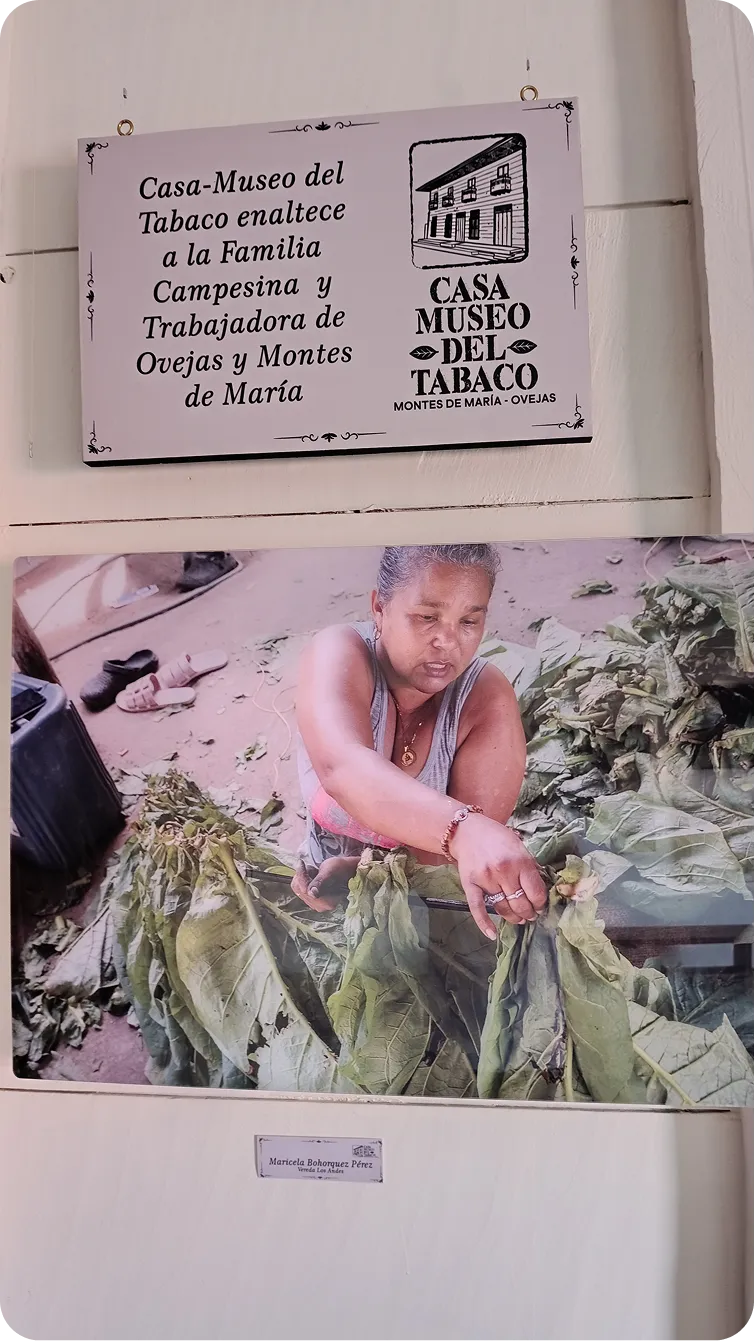 Casa-Museo del
Tabaco enaltece
a la Familia
Campesina y
Trabajadora de
Ovejas y Montes
de María
CASA
MUSEO
DEL
TABACO
MONTES DE MARÍA - OVEJAS
Maricela Bohorquez Pérez
Vereda Los Andes